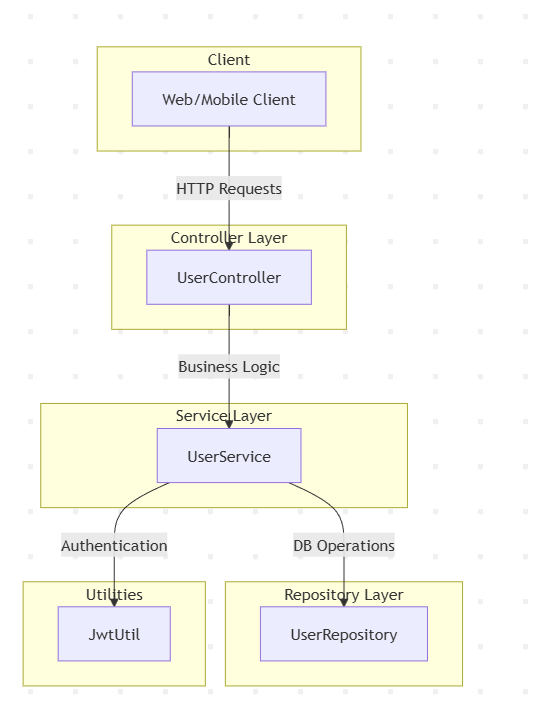 Client
Web/Mobile Client
HTTP Requests
Controller Layer
UserController
Business Logic
Service Layer
UserService
Authentication
DB Operations
Utilities
Repository Layer
JwtUtil
UserRepository